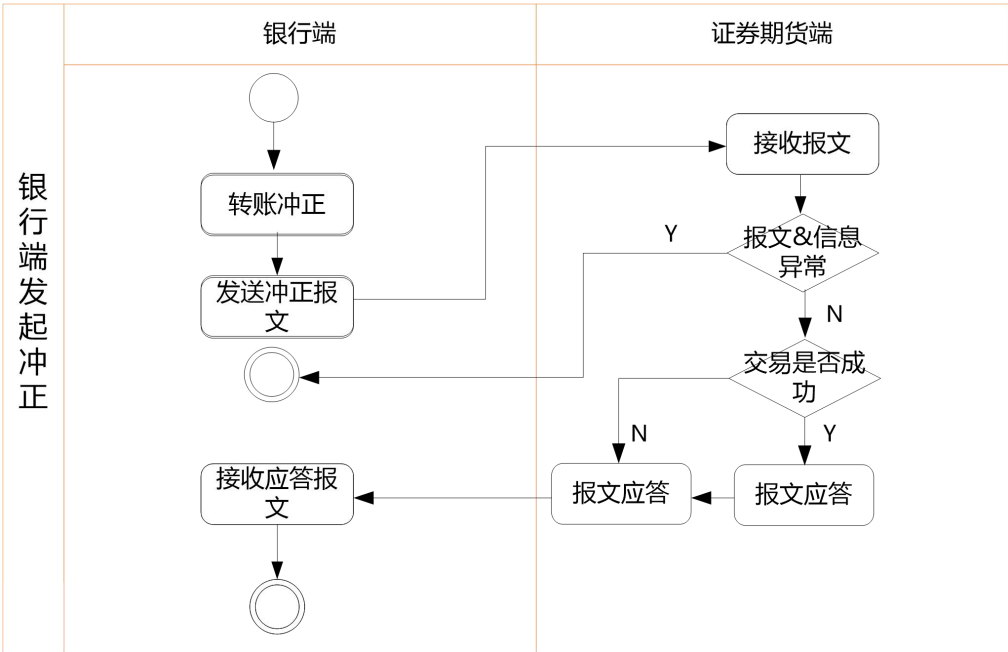 银行端
证券期货端
银行端发起冲正
转账冲正
发送冲正报
文
接收报文
Y
报文&信息
异常
N
交易是否成
功
N
Y
接收应答报
文
报文应答
报文应答